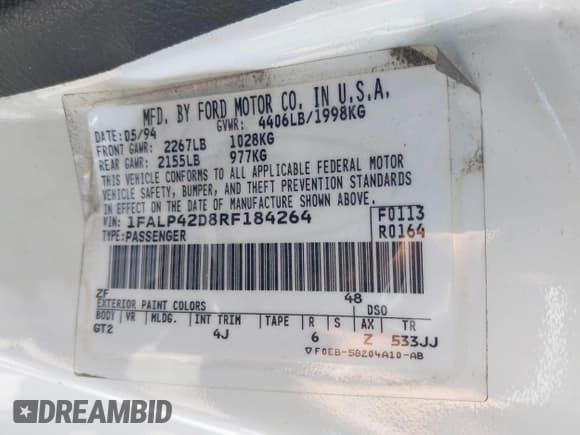 MFD. BY FORD MOTOR CO. IN U.S.A.
DATE: 05/94 GVWR: 4406LB/1998KG
FRONT GAWR: 2267LB 1028KG
REAR GAWR: 2155LB 977KG
THIS VEHICLE CONFORMS TO ALL APPLICABLE FEDERAL MOTOR
VEHICLE SAFETY, BUMPER, AND THEFT PREVENTION STANDARDS
IN EFFECT ON THE DATE OF MANUFACTURE SHOWN ABOVE.
VIN: 1FALP42D8RF184264 F0113
TYPE: PASSENGER R0164
ZF 48
EXTERIOR PAINT COLORS DSO
BODY VR MLDG. INT TRIM TAPE R S AX TR
GT2 4J 6 Z 533JJ
▽F0EB-58204A10-AB
DREAMBID